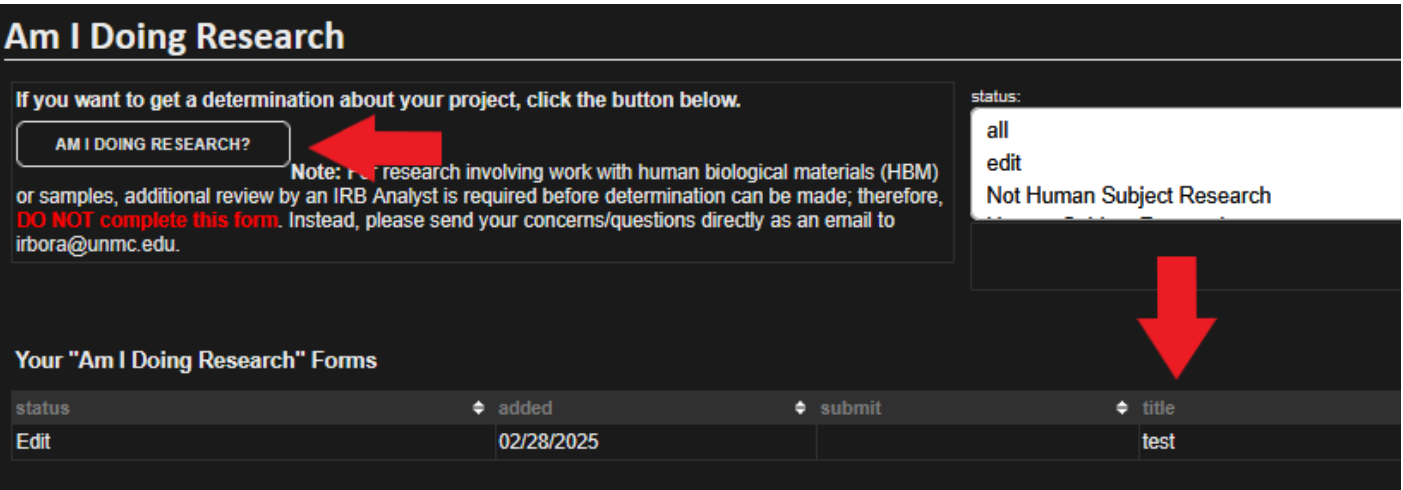 Am I Doing Research
If you want to get a determination about your project, click the button below.
AM I DOING RESEARCH?
Note: For research involving work with human biological materials (HBM)
or samples, additional review by an IRB Analyst is required before determination can be made; therefore,
DO NOT complete this form. Instead, please send your concerns/questions directly as an email to
irbora@unmc.edu.
status:
all
edit
Not Human Subject Research
Your "Am I Doing Research" Forms
status added submit title
Edit 02/28/2025 test